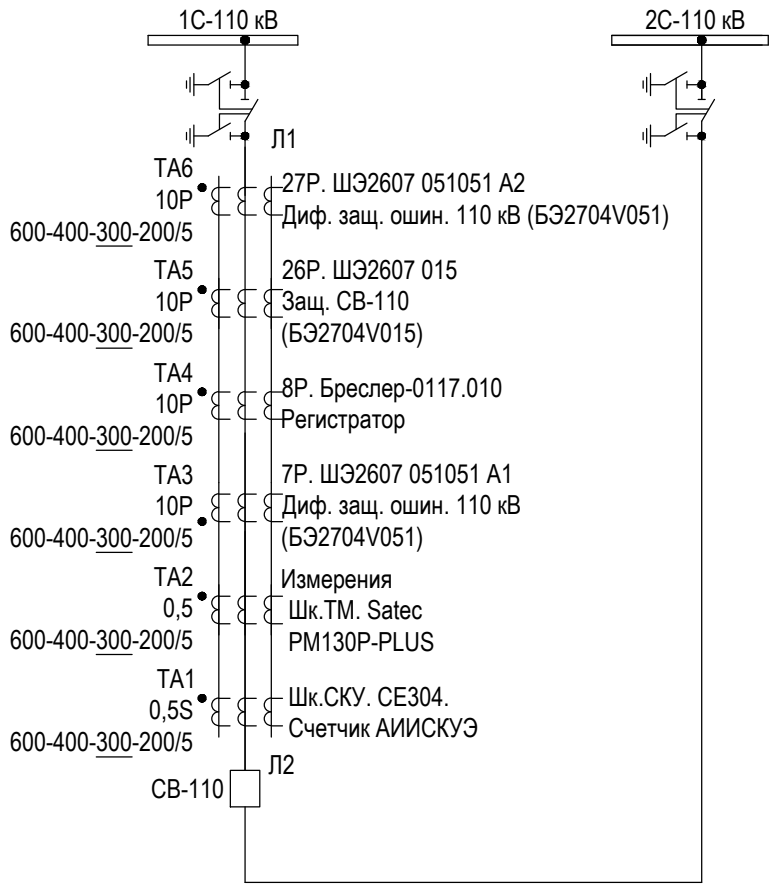 1С-110 кВ
2С-110 кВ
Л1
ТА6
10Р
600-400-300-200/5
27Р. ШЭ2607 051051 А2
Диф. защ. ошин. 110 кВ (БЭ2704V051)
ТА5
10Р
600-400-300-200/5
26Р. ШЭ2607 015
Защ. СВ-110
(БЭ2704V015)
ТА4
10Р
600-400-300-200/5
8Р. Бреслер-0117.010
Регистратор
ТА3
10Р
600-400-300-200/5
7Р. ШЭ2607 051051 А1
Диф. защ. ошин. 110 кВ
(БЭ2704V051)
ТА2
0,5
600-400-300-200/5
Измерения
Шк.ТМ. Satec
PM130P-PLUS
ТА1
0,5S
600-400-300-200/5
Шк.СКУ. СЕ304.
Счетчик АИИСКУЭ
Л2
СВ-110